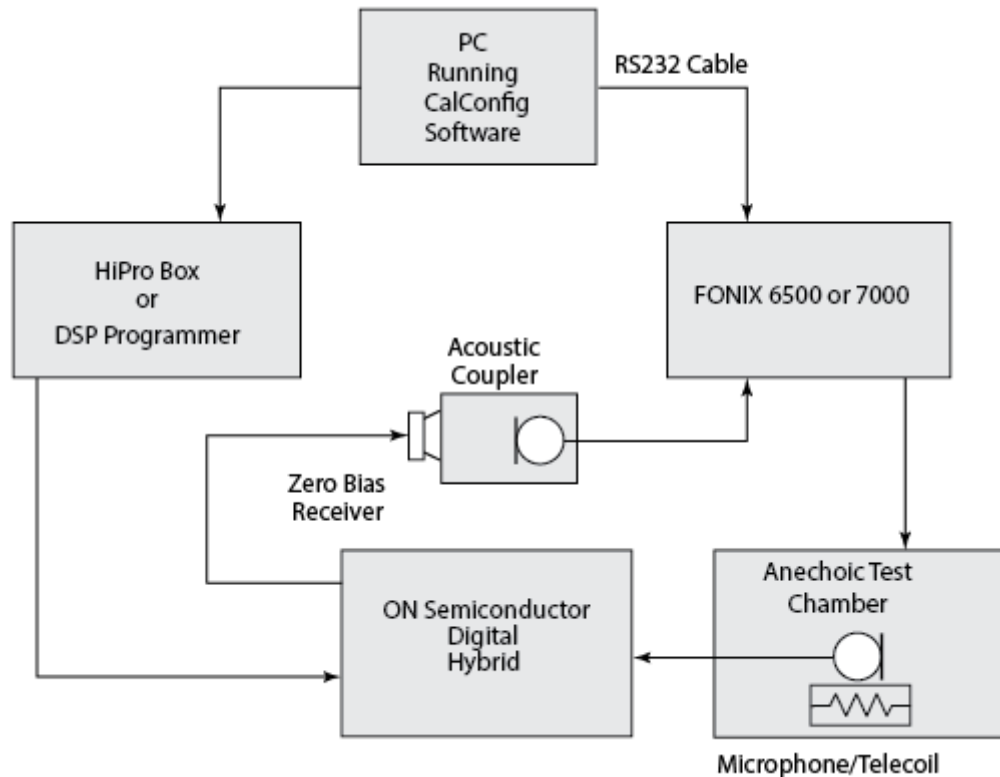 PC
Running
CalConfig
Software
RS232 Cable
HiPro Box
or
DSP Programmer
FONIX 6500 or 7000
Acoustic
Coupler
Zero Bias
Receiver
ON Semiconductor
Digital
Hybrid
Anechoic Test
Chamber
Microphone/Telecoil